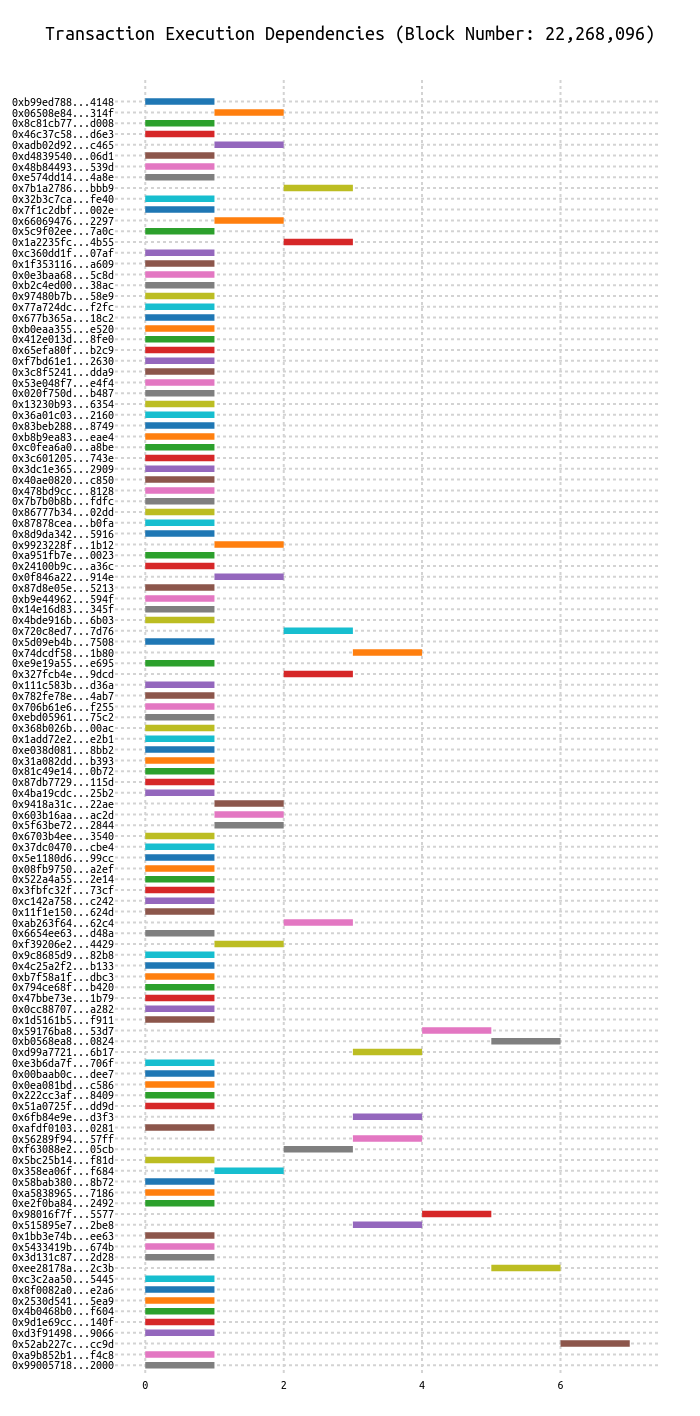 Transaction Execution Dependencies (Block Number: 22,268,096)
0xb99ed788...4148
0x06508e84...314f
0x8c81cb77...d008
0x46c37c58...d6e3
0xadb02d92...c465
0xd4839540...06d1
0x48b84493...539d
0xe574dd14...4a8e
0x7b1a2786...bbb9
0x32b3c7ca...fe40
0x7f1c2dbf...002e
0x66069476...2297
0x5c9f02ee...7a0c
0x1a2235fc...4b55
0xc360dd1f...07af
0x1f353116...a609
0x0e3baa68...5c8d
0xb2c4ed00...38ac
0x97480b7b...58e9
0x77a724dc...f2fc
0x677b365a...18c2
0xb0eaa355...e520
0x412e013d...8fe0
0x65efa80f...b2c9
0xf7bd61e1...2630
0x3c8f5241...dda9
0x53e048f7...e4f4
0x020f750d...b487
0x13230b93...6354
0x36a01c03...2160
0x83beb288...8749
0xb8b9ea83...eae4
0xc0fea6a0...a8be
0x3c601205...743e
0x3dc1e365...2909
0x40ae0820...c850
0x478bd9cc...8128
0x7b7b0b8b...fdfc
0x86777b34...02dd
0x87878cea...b0fa
0x8d9da342...5916
0x9923228f...1b12
0xa951fb7e...0023
0x24100b9c...a36c
0x0f846a22...914e
0x87d8e05e...5213
0xb9e44962...594f
0x14e16d83...345f
0x4bde916b...6b03
0x720c8ed7...7d76
0x5d09eb4b...7508
0x74dcdf58...1b80
0xe9e19a55...e695
0x327fcb4e...9dcd
0x111c583b...d36a
0x782fe78e...4ab7
0x706b61e6...f255
0xebd05961...75c2
0x368b026b...00ac
0x1add72e2...e2b1
0xe038d081...8bb2
0x31a082dd...b393
0x81c49e14...0b72
0x87db7729...115d
0x4ba19cdc...25b2
0x9418a31c...22ae
0x603b16aa...ac2d
0x5f63be72...2844
0x6703b4ee...3540
0x37dc0470...cbe4
0x5e1180d6...99cc
0x08fb9750...a2ef
0x522a4a55...2e14
0x3fbfc32f...73cf
0xc142a758...c242
0x11f1e150...624d
0xab263f64...62c4
0x6654ee63...d48a
0xf39206e2...4429
0x9c8685d9...82b8
0x4c25a2f2...b133
0xb7f58a1f...dbc3
0x794ce68f...b420
0x47bbe73e...1b79
0x0cc88707...a282
0x1d5161b5...f911
0x59176ba8...53d7
0xb0568ea8...0824
0xd99a7721...6b17
0xe3b6da7f...706f
0x00baab0c...dee7
0x0ea081bd...c586
0x222cc3af...8409
0x51a0725f...dd9d
0x6fb84e9e...d3f3
0xafdf0103...0281
0x56289f94...57ff
0xf63088e2...05cb
0x5bc25b14...f81d
0x358ea06f...f684
0x58bab380...8b72
0xa5838965...7186
0xe2f0ba84...2492
0x98016f7f...5577
0x515895e7...2be8
0x1bb3e74b...ee63
0x5433419b...674b
0x3d131c87...2d28
0xee28178a...2c3b
0xc3c2aa50...5445
0x8f0082a0...e2a6
0x2530d541...5ea9
0x4b0468b0...f604
0x9d1e69cc...140f
0xd3f91498...9066
0x52ab227c...cc9d
0xa9b852b1...f4c8
0x99005718...2000
0 2 4 6